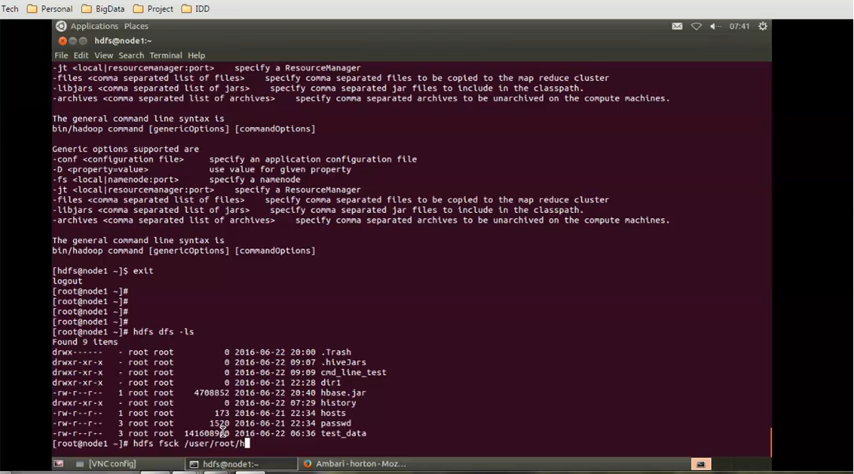 Tech Personal BigData Project IDD
Applications Places 07:41
hdfs@node1:~
File Edit View Search Terminal Help
-jt <local|resourcemanager:port> specify a ResourceManager
-files <comma separated list of files> specify comma separated files to be copied to the map reduce cluster
-libjars <comma separated list of jars> specify comma separated jar files to include in the classpath.
-archives <comma separated list of archives> specify comma separated archives to be unarchived on the compute machines.
The general command line syntax is
bin/hadoop command [genericOptions] [commandOptions]
Generic options supported are
-conf <configuration file> specify an application configuration file
-D <property=value> use value for given property
-fs <local|namenode:port> specify a namenode
-jt <local|resourcemanager:port> specify a ResourceManager
-files <comma separated list of files> specify comma separated files to be copied to the map reduce cluster
-libjars <comma separated list of jars> specify comma separated jar files to include in the classpath.
-archives <comma separated list of archives> specify comma separated archives to be unarchived on the compute machines.
The general command line syntax is
bin/hadoop command [genericOptions] [commandOptions]
[hdfs@node1 ~]$ exit
logout
[root@node1 ~]#
[root@node1 ~]#
[root@node1 ~]#
[root@node1 ~]#
[root@node1 ~]# hdfs dfs -ls
Found 9 items
drwx------ - root root 0 2016-06-22 20:00 .Trash
drwxr-xr-x - root root 0 2016-06-22 09:07 .hiveJars
drwxr-xr-x - root root 0 2016-06-22 09:09 cmd_line_test
drwxr-xr-x - root root 0 2016-06-21 22:28 dir1
-rw-r--r-- 1 root root 4708852 2016-06-22 20:40 hbase.jar
drwxr-xr-x - root root 0 2016-06-22 07:29 history
-rw-r--r-- 1 root root 173 2016-06-21 22:34 hosts
-rw-r--r-- 3 root root 1520 2016-06-21 22:34 passwd
-rw-r--r-- 3 root root 2016-06-22 06:36 test_data
[root@node1 ~]# hdfs fsck /user/root/h
[VNC config] hdfs@node1:~ Ambari - horton - Moz...